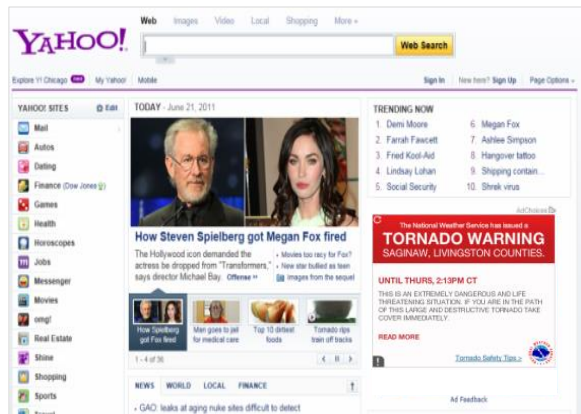 Web Images Video Local Shopping More
YAHOO!
Web Search
Explore Y! Chicago My Yahoo! Mobile
Sign In New here? Sign Up Page Options
YAHOO! SITES Edit
Mail
Autos
Dating
Finance (Dow Jones)
Games
Health
Horoscopes
Jobs
Messenger
Movies
omg!
Real Estate
Shine
Shopping
Sports
TODAY - June 21, 2011
How Steven Spielberg got Megan Fox fired
The Hollywood icon demanded the
actress be dropped from "Transformers,"
says director Michael Bay. Offense »
• Movies too racy for Fox?
• New star bullied as teen
images from the sequel
How Spielberg
got Fox fired
Man goes to jail
for medical care
Top 10 dirtiest
foods
Tornado rips
train off tracks
1 - 4 of 36
NEWS WORLD LOCAL FINANCE
• GAO: leaks at aging nuke sites difficult to detect
TRENDING NOW
1. Demi Moore
2. Farrah Fawcett
3. Fried Kool-Aid
4. Lindsay Lohan
5. Social Security
6. Megan Fox
7. Ashlee Simpson
8. Hangover tattoo
9. Shipping contain...
10. Shrek virus
AdChoices
The National Weather Service has issued a
TORNADO WARNING
SAGINAW, LIVINGSTON COUNTIES.
UNTIL THURS, 2:13PM CT
THIS IS AN EXTREMELY DANGEROUS AND LIFE
THREATENING SITUATION. IF YOU ARE IN THE PATH
OF THIS LARGE AND DESTRUCTIVE TORNADO TAKE
COVER IMMEDIATELY.
READ MORE
Tornado Safety Tips >
Ad Feedback